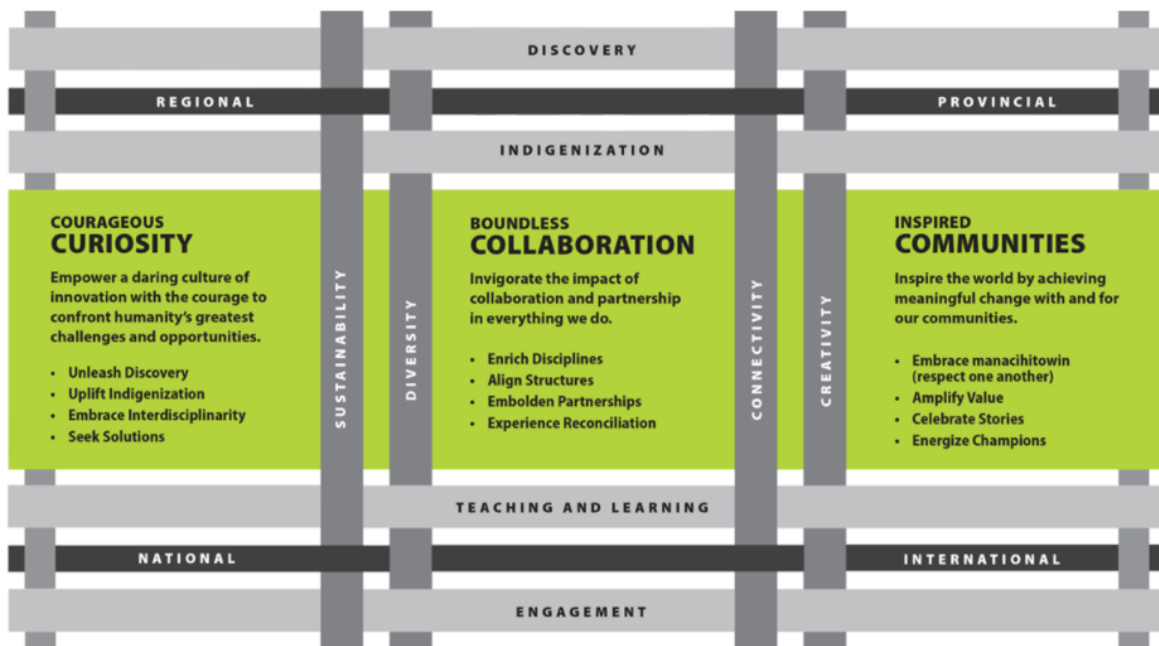 DISCOVERY
REGIONAL
PROVINCIAL
INDIGENIZATION
COURAGEOUS
CURIOSITY
Empower a daring culture of
innovation with the courage to
confront humanity's greatest
challenges and opportunities.
• Unleash Discovery
• Uplift Indigenization
• Embrace Interdisciplinarity
• Seek Solutions
SUSTAINABILITY
DIVERSITY
BOUNDLESS
COLLABORATION
Invigorate the impact of
collaboration and partnership
in everything we do.
• Enrich Disciplines
• Align Structures
• Embolden Partnerships
• Experience Reconciliation
CONNECTIVITY
CREATIVITY
INSPIRED
COMMUNITIES
Inspire the world by achieving
meaningful change with and for
our communities.
• Embrace manacihitowin
(respect one another)
• Amplify Value
• Celebrate Stories
• Energize Champions
TEACHING AND LEARNING
NATIONAL
INTERNATIONAL
ENGAGEMENT